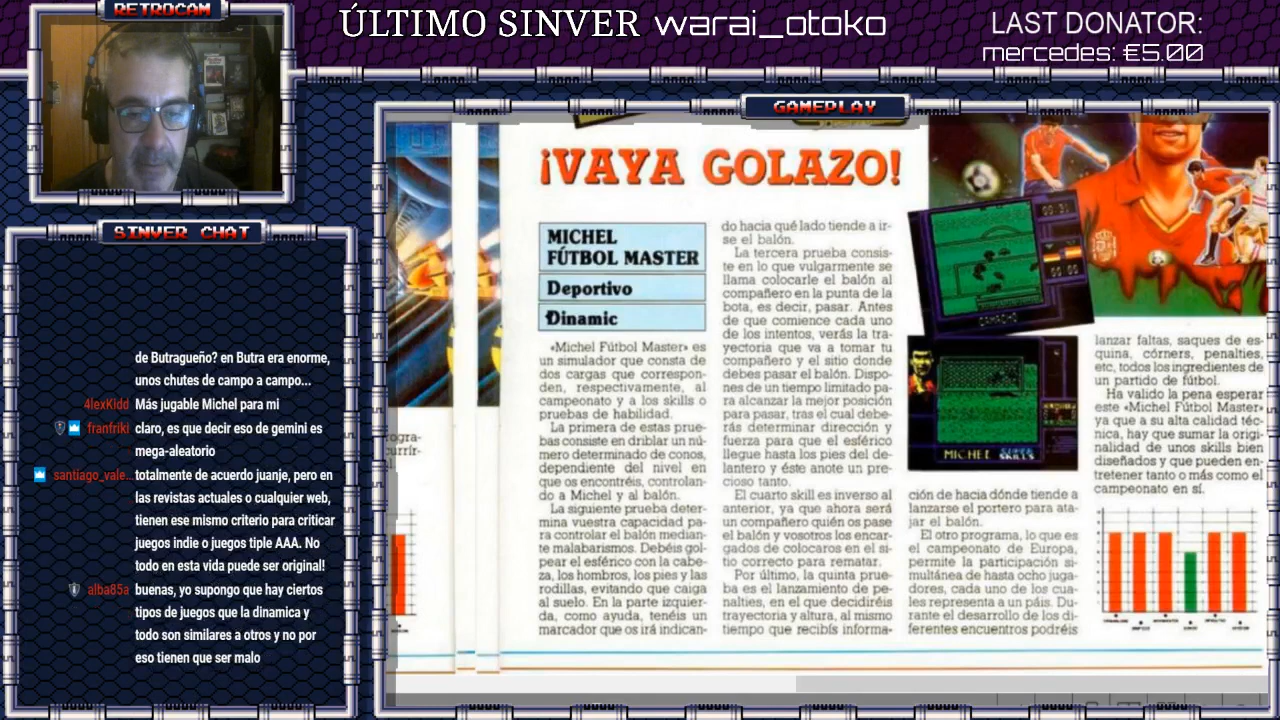 RETROCAM
ÚLTIMO SINVER warai_otoko
LAST DONATOR:
mercedes: €5.00
SINVER CHAT
de Butragueño? en Butra era enorme,
unos chutes de campo a campo...
4lexKidd Más jugable Michel para mi
franfriki claro, es que decir eso de gemini es
mega-aleatorio
santiago_vale... totalmente de acuerdo juanje, pero en
las revistas actuales o cualquier web,
tienen ese mismo criterio para criticar
juegos indie o juegos tiple AAA. No
todo en esta vida puede ser original!
alba85a buenas, yo supongo que hay ciertos
tipos de juegos que la dinamica y
todo son similares a otros y no por
eso tienen que ser malo
GAMEPLAY
¡VAYA GOLAZO!
MICHEL
FÚTBOL MASTER
Deportivo
Dinamic
«Michel Fútbol Master» es
un simulador que consta de
dos cargas que correspon-
den, respectivamente, al
campeonato y a los skills o
pruebas de habilidad.
La primera de estas prue-
bas consiste en driblar un nú-
mero determinado de conos,
dependiente del nivel en
que os encontréis, controlan-
do a Michel y al balón.
La siguiente prueba deter-
mina vuestra capacidad pa-
ra controlar el balón median-
te malabarismos. Debéis gol-
pear el esférico con la cabe-
za, los hombros, los pies y las
rodillas, evitando que caiga
al suelo. En la parte izquier-
da, como ayuda, tenéis un
marcador que os irá indican-
do hacia qué lado tiende a ir-
se el balón.
La tercera prueba consis-
te en lo que vulgarmente se
llama colocarle el balón al
compañero en la punta de la
bota, es decir, pasar. Antes
de que comience cada uno
de los intentos, verás la tra-
yectoria que va a tomar tu
compañero y el sitio donde
debes pasar el balón. Dispo-
nes de un tiempo limitado pa-
ra alcanzar la mejor posición
para pasar, tras el cual debe-
rás determinar dirección y
fuerza para que el esférico
llegue hasta los pies del de-
lantero y éste anote un pre-
cioso tanto.
El cuarto skill es inverso al
anterior, ya que ahora será
un compañero quién os pase
el balón y vosotros los encar-
gados de colocaros en el si-
tio correcto para rematar.
Por último, la quinta prue-
ba es el lanzamiento de pe-
nalties, en el que decidiréis
trayectoria y altura, al mismo
tiempo que recibís informa-
CAMACHO
MICHEL SUPER
SKILLS
ción de hacia dónde tiende a
lanzarse el portero para ata-
jar el balón.
El otro programa, lo que es
el campeonato de Europa,
permite la participación si-
multánea de hasta ocho juga-
dores, cada uno de los cua-
les representa a un páis. Du-
rante el desarrollo de los di-
ferentes encuentros podréis
lanzar faltas, saques de es-
quina, córners, penalties,
etc, todos los ingredientes de
un partido de fútbol.
Ha valido la pena esperar
este «Michel Fútbol Master»
ya que a su alta calidad téc-
nica, hay que sumar la origi-
nalidad de unos skills bien
diseñados y que pueden en-
tretener tanto o más como el
campeonato en sí.